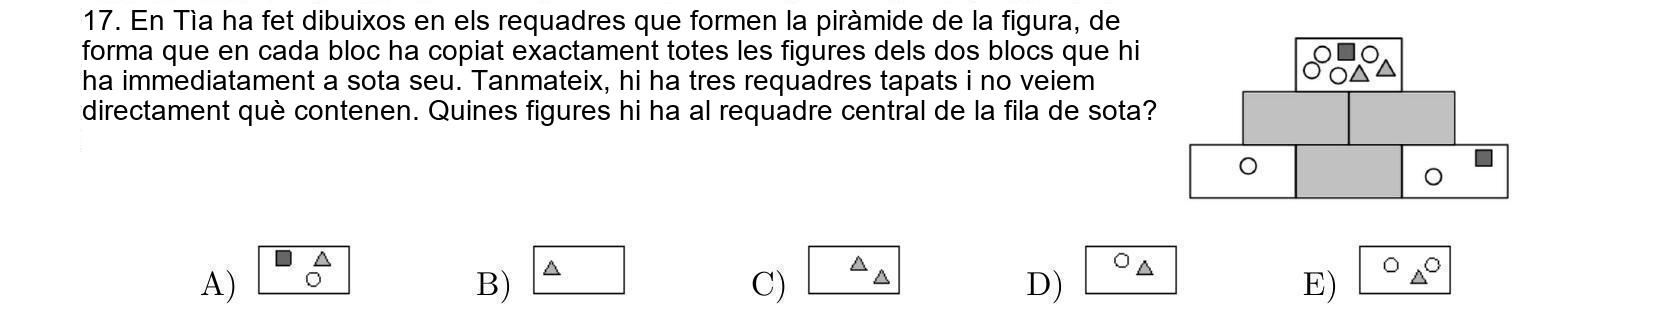 17. En Tìa ha fet dibuixos en els requadres que formen la piràmide de la figura, de
forma que en cada bloc ha copiat exactament totes les figures dels dos blocs que hi
ha immediatament a sota seu. Tanmateix, hi ha tres requadres tapats i no veiem
directament què contenen. Quines figures hi ha al requadre central de la fila de sota?
A) B) C) D) E)